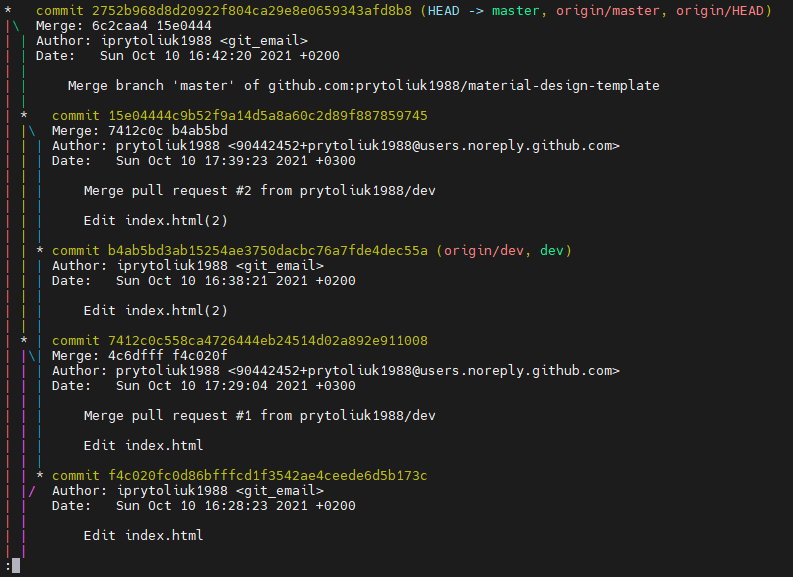 * commit 2752b968d8d20922f804ca29e8e0659343afd8b8 (HEAD -> master, origin/master, origin/HEAD)
|\ Merge: 6c2caa4 15e0444
| | Author: iprytoliuk1988 <git_email>
| | Date: Sun Oct 10 16:42:20 2021 +0200
| |
| | Merge branch 'master' of github.com:prytoliuk1988/material-design-template
| |
| * commit 15e04444c9b52f9a14d5a8a60c2d89f887859745
| |\ Merge: 7412c0c b4ab5bd
| | | Author: prytoliuk1988 <90442452+prytoliuk1988@users.noreply.github.com>
| | | Date: Sun Oct 10 17:39:23 2021 +0300
| | |
| | | Merge pull request #2 from prytoliuk1988/dev
| | |
| | | Edit index.html(2)
| | |
| | * commit b4ab5bd3ab15254ae3750dacbc76a7fde4dec55a (origin/dev, dev)
| | | Author: iprytoliuk1988 <git_email>
| | | Date: Sun Oct 10 16:38:21 2021 +0200
| | |
| | | Edit index.html(2)
| | |
| * | commit 7412c0c558ca4726444eb24514d02a892e911008
| |\| Merge: 4c6dfff f4c020f
| | | Author: prytoliuk1988 <90442452+prytoliuk1988@users.noreply.github.com>
| | | Date: Sun Oct 10 17:29:04 2021 +0300
| | |
| | | Merge pull request #1 from prytoliuk1988/dev
| | |
| | | Edit index.html
| | |
| | * commit f4c020fc0d86bfffcd1f3542ae4ceede6d5b173c
| |/ Author: iprytoliuk1988 <git_email>
| | Date: Sun Oct 10 16:28:23 2021 +0200
| |
| | Edit index.html
| |
: